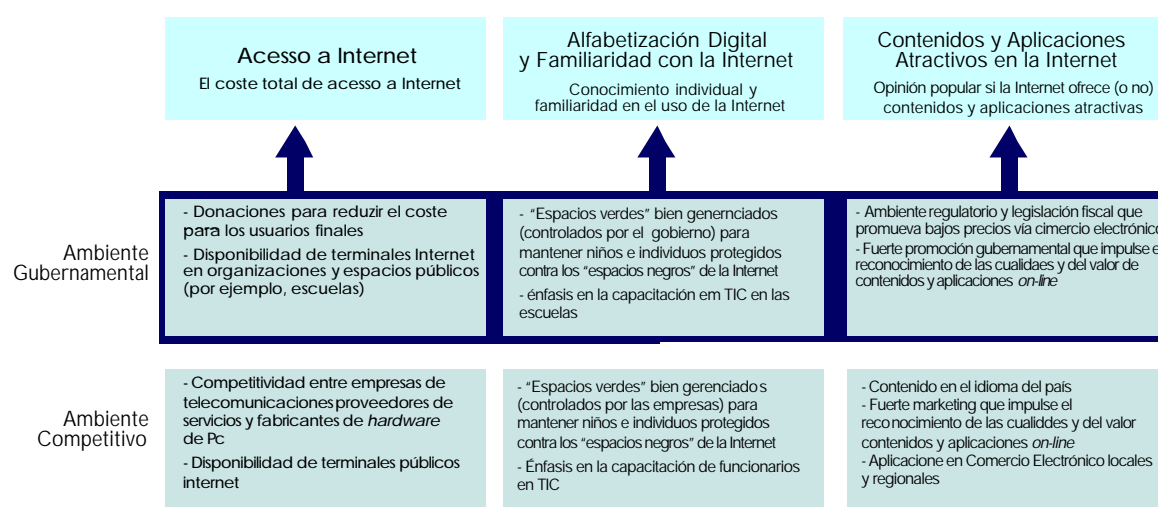 Acesso a Internet
El coste total de acesso a Internet
Alfabetización Digital
y Familiaridad con la Internet
Conocimiento individual y
familiaridad en el uso de la Internet
Contenidos y Aplicaciones
Atractivos en la Internet
Opinión popular si la Internet ofrece (o no)
contenidos y aplicaciones atractivas
Ambiente
Gubernamental
- Donaciones para reduzir el coste
para los usuarios finales
- Disponibilidad de terminales Internet
en organizaciones y espacios públicos
(por ejemplo, escuelas)
- "Espacios verdes" bien genernciados
(controlados por el gobierno) para
mantener niños e individuos protegidos
contra los "espacios negros" de la Internet
- énfasis en la capacitación em TIC en las
escuelas
- Ambiente regulatorio y legislación fiscal que
promueva bajos precios vía cimercio electrónico
- Fuerte promoción gubernamental que impulse e
reconocimiento de las cualidaes y del valor de
contenidos y aplicaciones on-line
Ambiente
Competitivo
- Competitividad entre empresas de
telecomunicaciones proveedores de
servicios y fabricantes de hardware
de Pc
- Disponibilidad de terminales públicos
internet
- "Espacios verdes" bien gerenciados
(controlados por las empresas) para
mantener niños e individuos protegidos
contra los "espacios negros" de la Internet
- Énfasis en la capacitación de funcionarios
en TIC
- Contenido en el idioma del país
- Fuerte marketing que impulse el
reconocimiento de las cualiddes y del valor
contenidos y aplicaciones on-line
- Aplicacione en Comercio Electrónico locales
y regionales